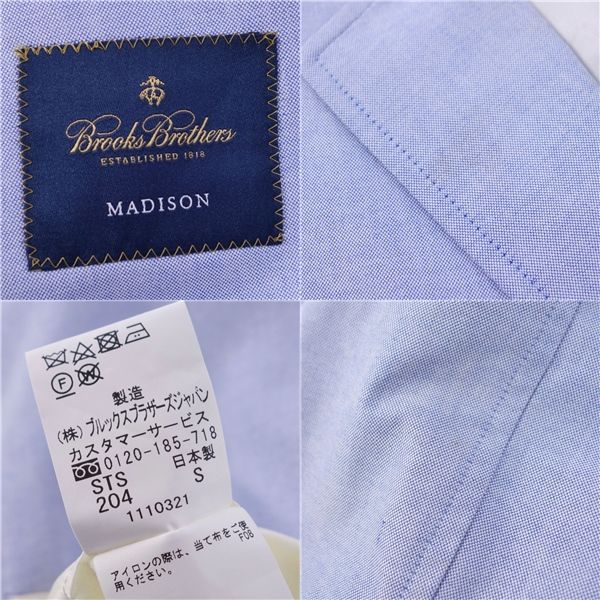 Brooks Brothers
ESTABLISHED 1818
MADISON
F
W
製造
(株)ブルックスブラザーズジャパン
カスタマーサービス
0120-185-718
STS 日本製
204 S
1110321
アイロンの際は、当て布をご使
用ください。 FOB